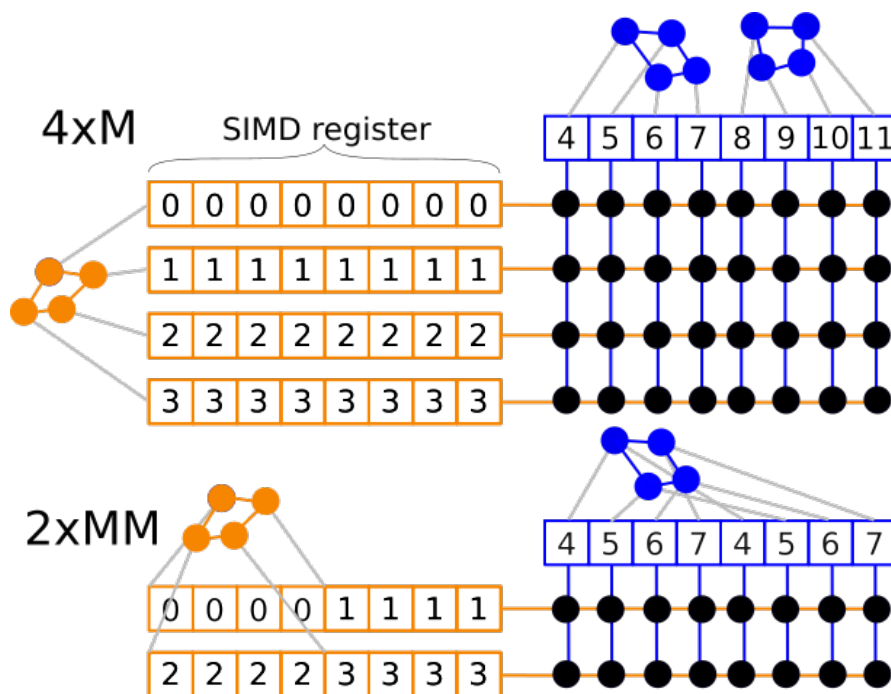 4xM
SIMD register
4 5 6 7 8 9 10 11
0 0 0 0 0 0 0 0
1 1 1 1 1 1 1 1
2 2 2 2 2 2 2 2
3 3 3 3 3 3 3 3
2xMM
4 5 6 7 4 5 6 7
0 0 0 0 1 1 1 1
2 2 2 2 3 3 3 3